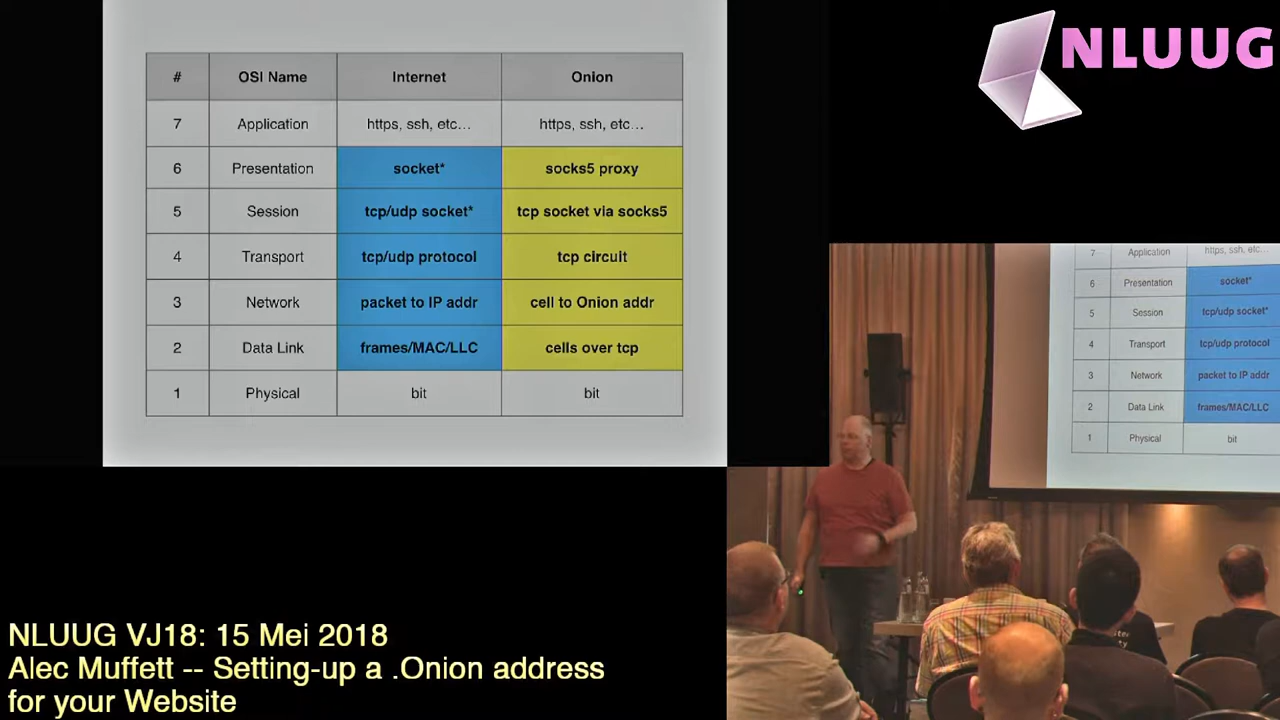 # OSI Name Internet Onion
7 Application https, ssh, etc… https, ssh, etc…
6 Presentation socket* socks5 proxy
5 Session tcp/udp socket* tcp socket via socks5
4 Transport tcp/udp protocol tcp circuit
3 Network packet to IP addr cell to Onion addr
2 Data Link frames/MAC/LLC cells over tcp
1 Physical bit bit
NLUUG
7 Application https, ssh, etc…
6 Presentation socket*
5 Session tcp/udp socket*
4 Transport tcp/udp protocol
3 Network packet to IP addr
2 Data Link frames/MAC/LLC
1 Physical bit
NLUUG VJ18: 15 Mei 2018
Alec Muffett -- Setting-up a .Onion address
for your Website